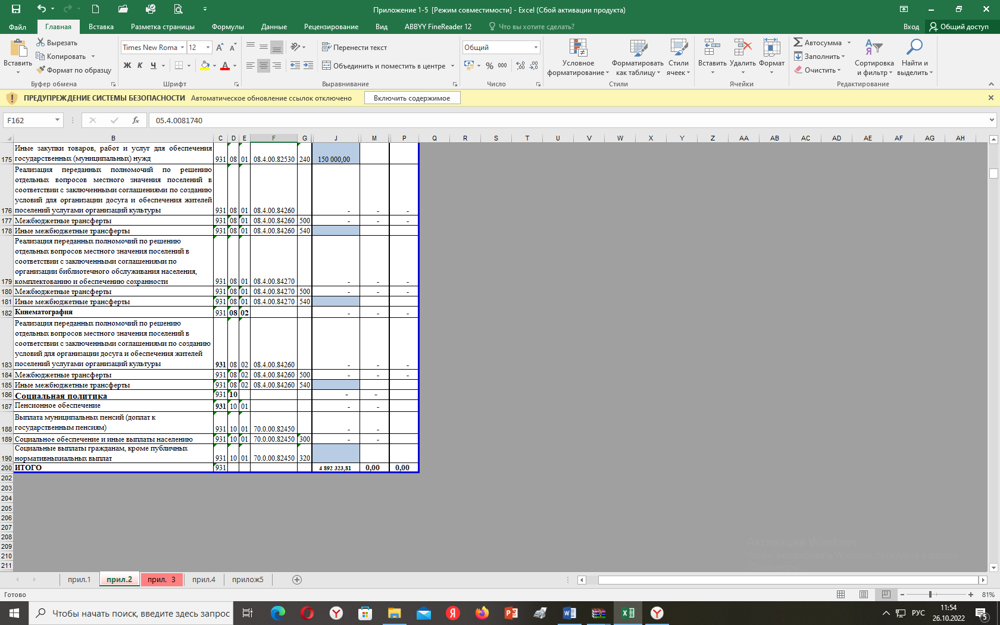 Приложение 1-5 [Режим совместимости] - Excel (Сбой активации продукта)
Файл Главная Вставка Разметка страницы Формулы Данные Рецензирование Вид ABBYY FineReader 12 Что вы хотите сделать? Вход Общий доступ
Вставить
Вырезать
Копировать
Формат по образцу
Буфер обмена
Times New Roma 12
Ж К Ч
Шрифт
Перенести текст
Объединить и поместить в центре
Выравнивание
Общий
% 000
Число
Условное форматирование
Форматировать как таблицу
Стили ячеек
Стили
Вставить Удалить Формат
Ячейки
Автосумма
Заполнить
Очистить
Сортировка и фильтр
Найти и выделить
Редактирование
ПРЕДУПРЕЖДЕНИЕ СИСТЕМЫ БЕЗОПАСНОСТИ Автоматическое обновление ссылок отключено Включить содержимое
F162 fx 05.4.0081740
B C D E F G J M P Q R S T U V W X Y Z AA AB AC AD AE AF AG AH
Иные закупки товаров, работ и услуг для обеспечения
175 государственных (муниципальных) нужд 931 08 01 08.4.00.82530 240 150 000,00
Реализация переданных полномочий по решению
отдельных вопросов местного значения поселений в
соответствии с заключенными соглашениями по созданию
условий для организации досуга и обеспечения жителей
176 поселений услугами организаций культуры 931 08 01 08.4.00.84260 - - -
177 Межбюджетные трансферты 931 08 01 08.4.00.84260 500 - - -
178 Иные межбюджетные трансферты 931 08 01 08.4.00.84260 540
Реализация переданных полномочий по решению
отдельных вопросов местного значения поселений в
соответствии с заключенными соглашениями по
организации библиотечного обслуживания населения,
179 комплектованию и обеспечению сохранности 931 08 01 08.4.00.84270 - - -
180 Межбюджетные трансферты 931 08 01 08.4.00.84270 500 - - -
181 Иные межбюджетные трансферты 931 08 01 08.4.00.84270 540
182 Кинематография 931 08 02 - - -
Реализация переданных полномочий по решению
отдельных вопросов местного значения поселений в
соответствии с заключенными соглашениями по созданию
условий для организации досуга и обеспечения жителей
183 поселений услугами организаций культуры 931 08 02 08.4.00.84260 - - -
184 Межбюджетные трансферты 931 08 02 08.4.00.84260 500 - - -
185 Иные межбюджетные трансферты 931 08 02 08.4.00.84260 540
186 Социальная политика 931 10 - -
187 Пенсионное обеспечение 931 10 01 - -
Выплата муниципальных пенсий (доплат к
188 государственным пенсиям) 931 10 01 70.0.00.82450 - -
189 Социальное обеспечение и иные выплаты населению 931 10 01 70.0.00.82450 300 - -
Социальные выплаты гражданам, кроме публичных
190 нормативныхиальных выплат 931 10 01 70.0.00.82450 320
200 ИТОГО 931 4 892 323,81 0,00 0,00
202
203
204
205
206
207
208
209
210
211
Активация Windows
прил.1 прил.2 прил. 3 прил.4 прилож5
Готово 81%
Чтобы начать поиск, введите здесь запрос
РУС 11:54
26.10.2022
5